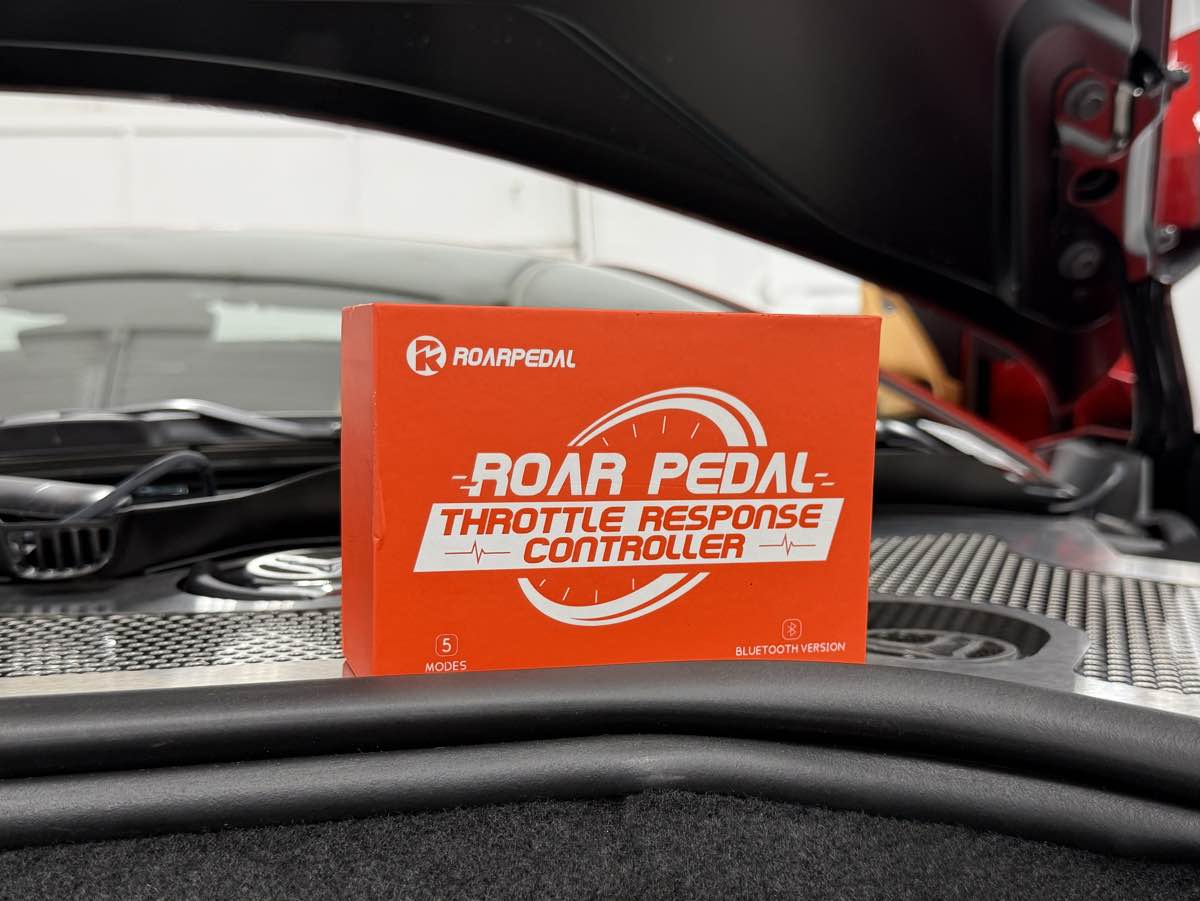 ROARPEDAL
ROAR PEDAL
THROTTLE RESPONSE
CONTROLLER
5
MODES
BLUETOOTH VERSION